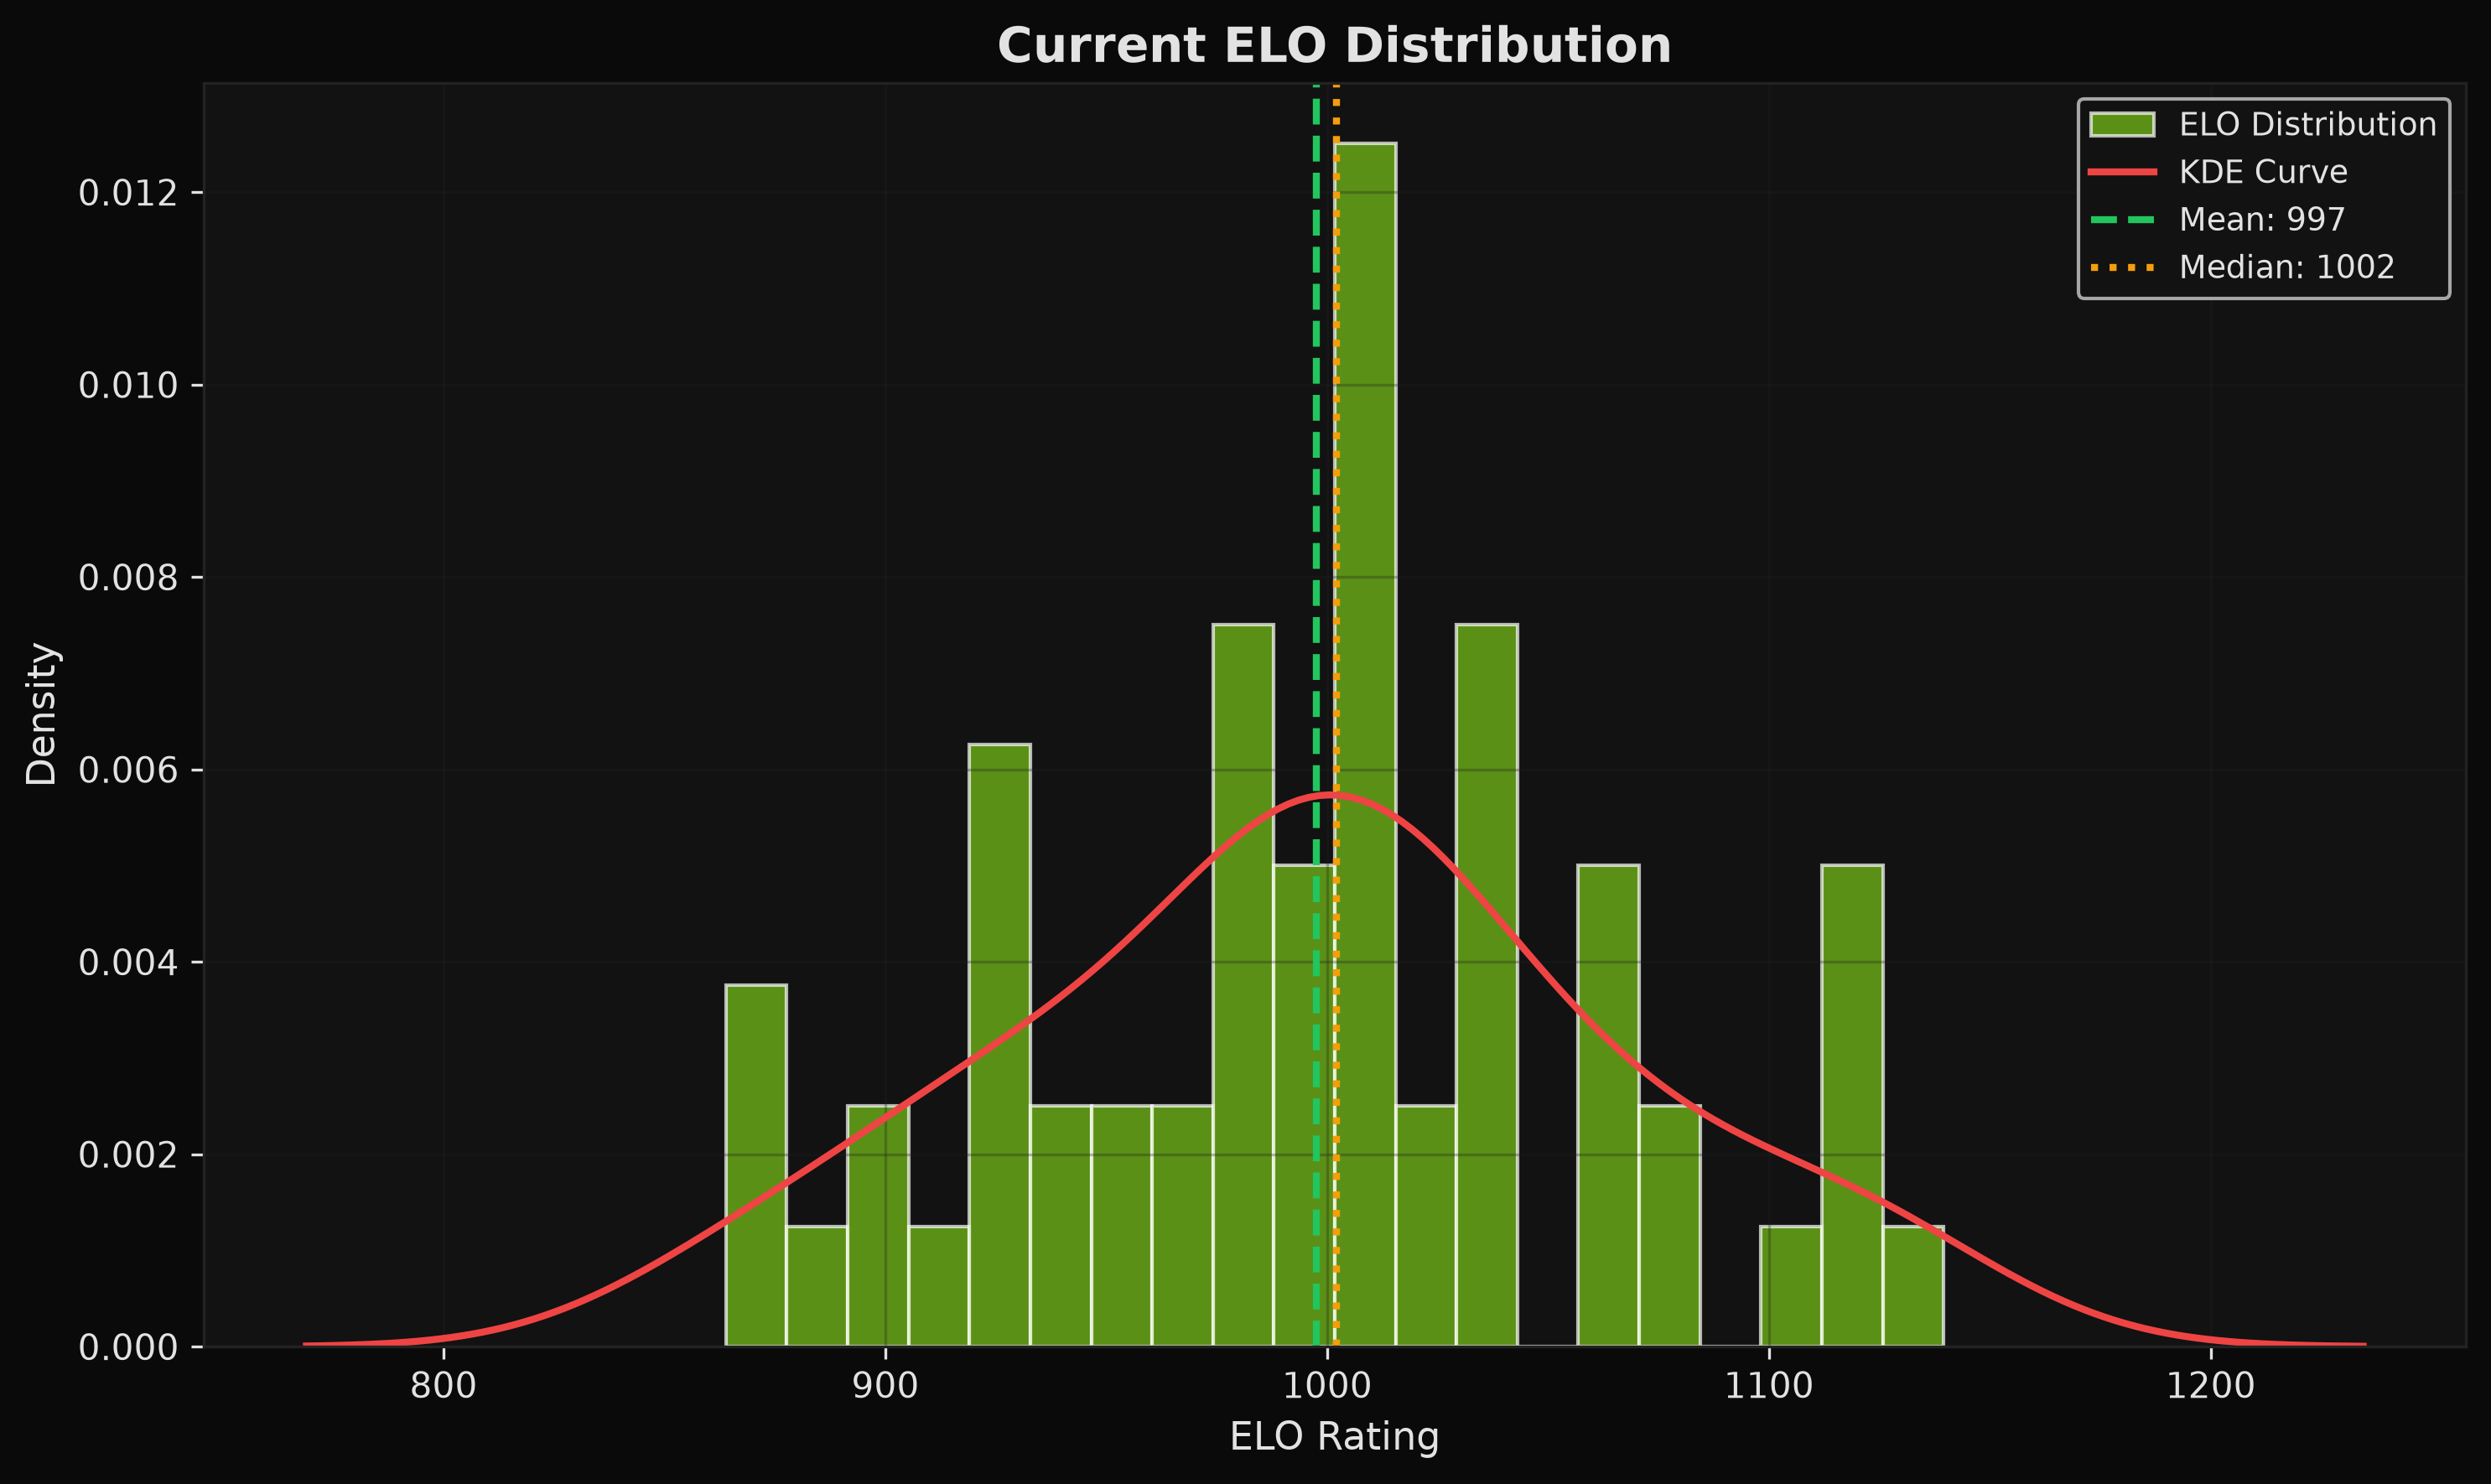 Current ELO Distribution
ELO Distribution
KDE Curve
Mean: 997
Median: 1002
0.012
0.010
0.008
0.006
0.004
0.002
0.000
Density
800 900 1000 1100 1200
ELO Rating